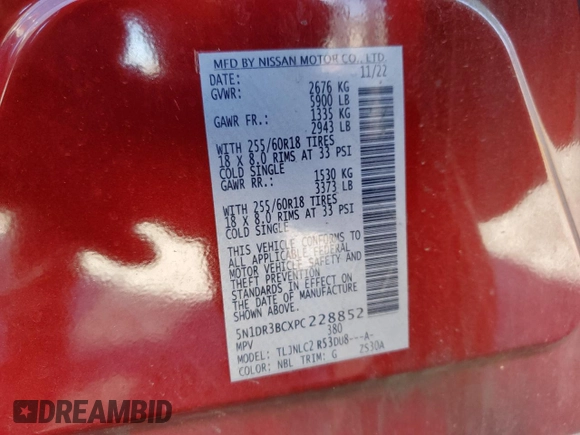 MFD BY NISSAN MOTOR CO., LTD.
DATE: 11/22
GVWR: 2676 KG
5900 LB
GAWR FR.: 1335 KG
2943 LB
WITH 255/60R18 TIRES
18 X 8.0 RIMS AT 33 PSI
COLD SINGLE
GAWR RR.: 1530 KG
3373 LB
WITH 255/60R18 TIRES
18 X 8.0 RIMS AT 33 PSI
COLD SINGLE
THIS VEHICLE CONFORMS TO
ALL APPLICABLE FEDERAL
MOTOR VEHICLE SAFETY AND
THEFT PREVENTION
STANDARDS IN EFFECT ON
THE DATE OF MANUFACTURE
5N1DR3BCXPC228852
MPV 380
TLJNLC2 R53DU8---A-
COLOR: NBL TRIM: G ZS30A
DREAMBID